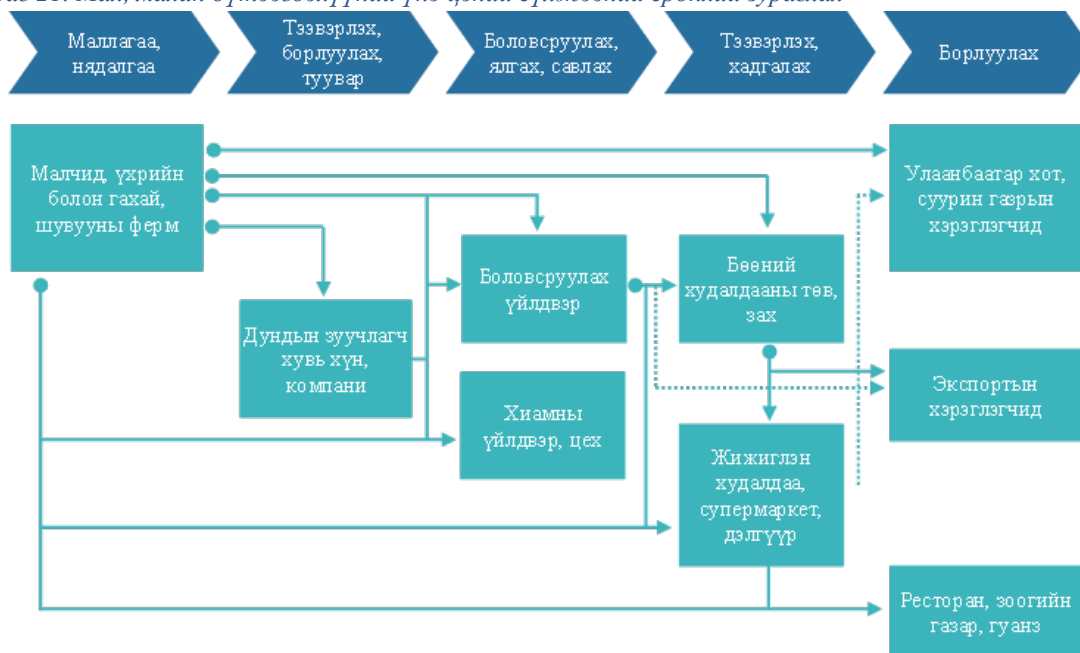 Маллагаа,
нядалгаа
Тээвэрлэх,
борлуулах,
туувар
Боловсруулах,
ялгах, савлах
Тээвэрлэх,
хадгалах
Борлуулах
Малчид, үхрийн
болон гахай,
шувууны ферм
Улаанбаатар хот,
суурин газрын
хэрэглэгчид
Боловсруулах
үйлдвэр
Бөөний
худалдааны төв,
зах
Дундын зуучлагч
хувь хүн,
компани
Экспортын
хэрэглэгчид
Хиамны
үйлдвэр, цех
Жижиглэн
худалдаа,
супермаркет,
дэлгүүр
Ресторан, зоогийн
газар, гуанз